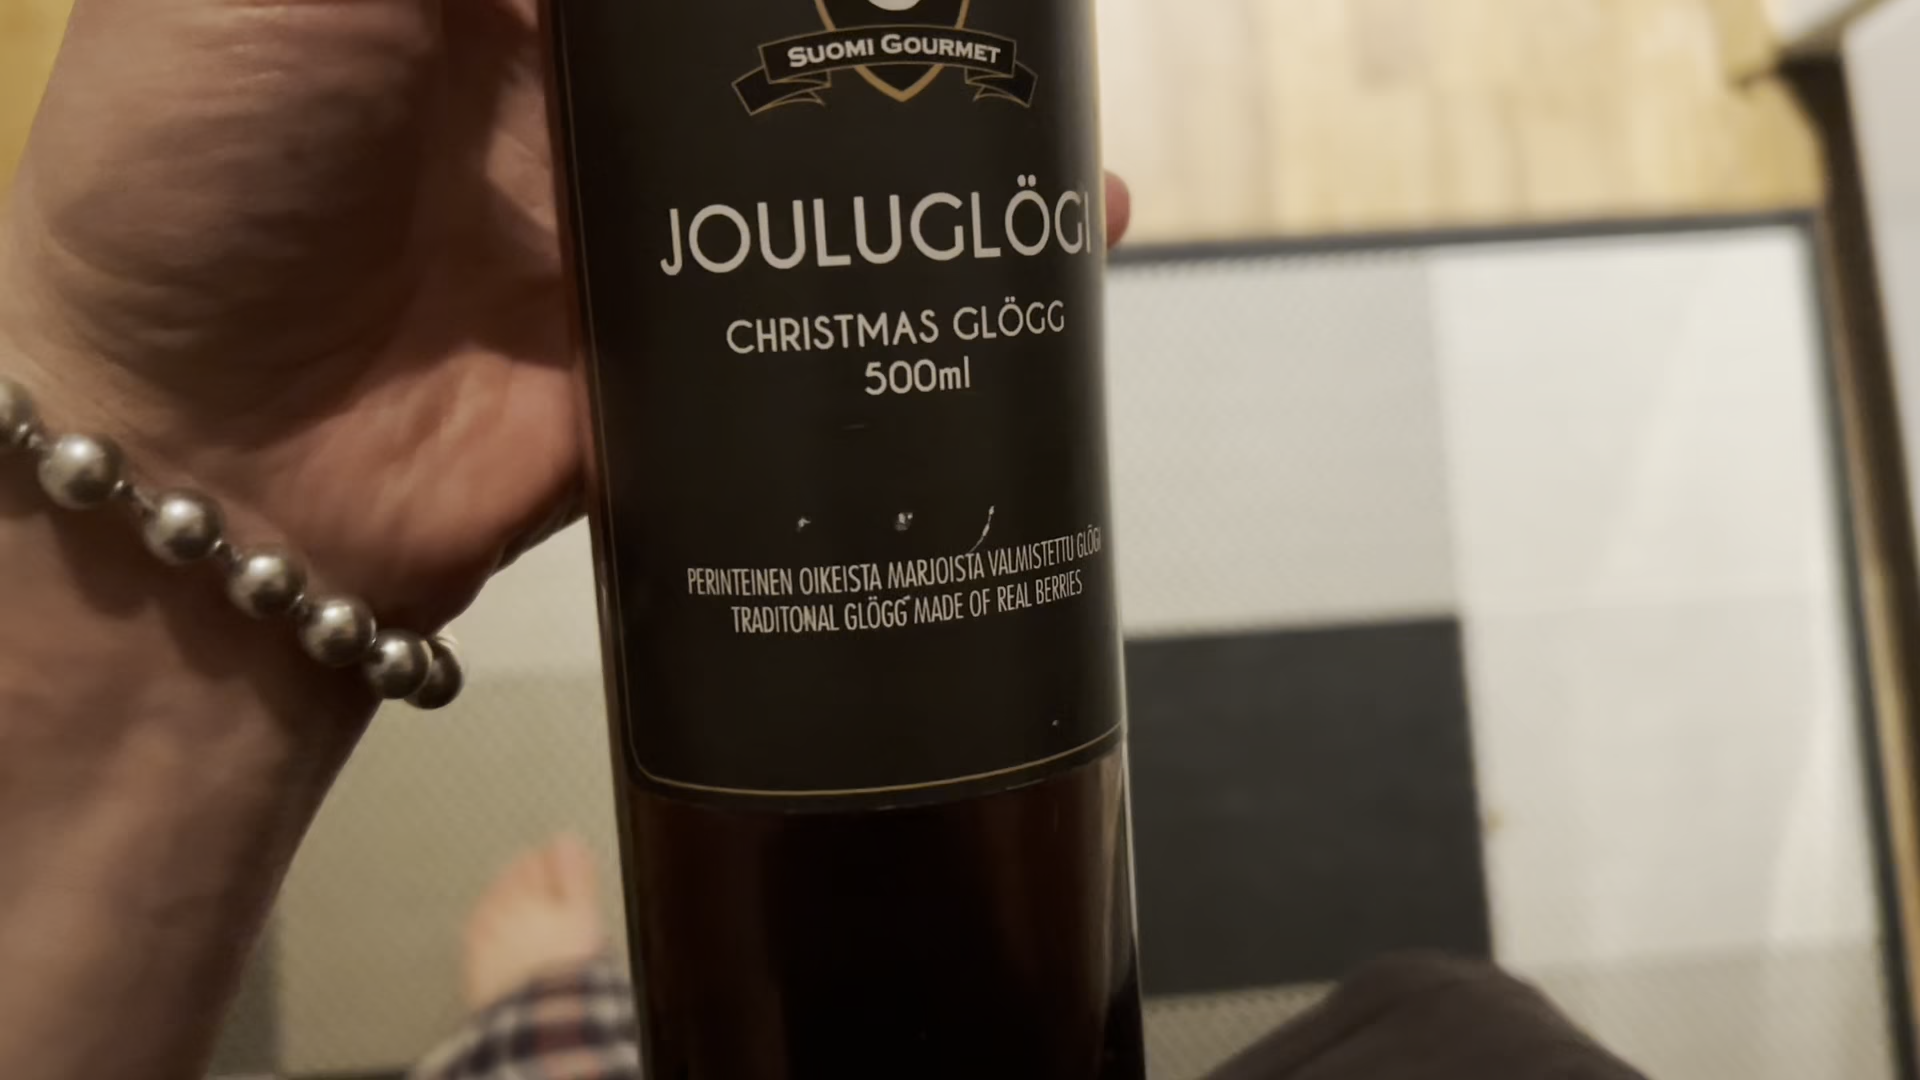 SUOMI GOURMET
JOULUGLÖGI
CHRISTMAS GLÖGG
500ml
PERINTEINEN OIKEISTA MARJOISTA VALMISTETTU GLÖGI
TRADITONAL GLÖGG MADE OF REAL BERRIES